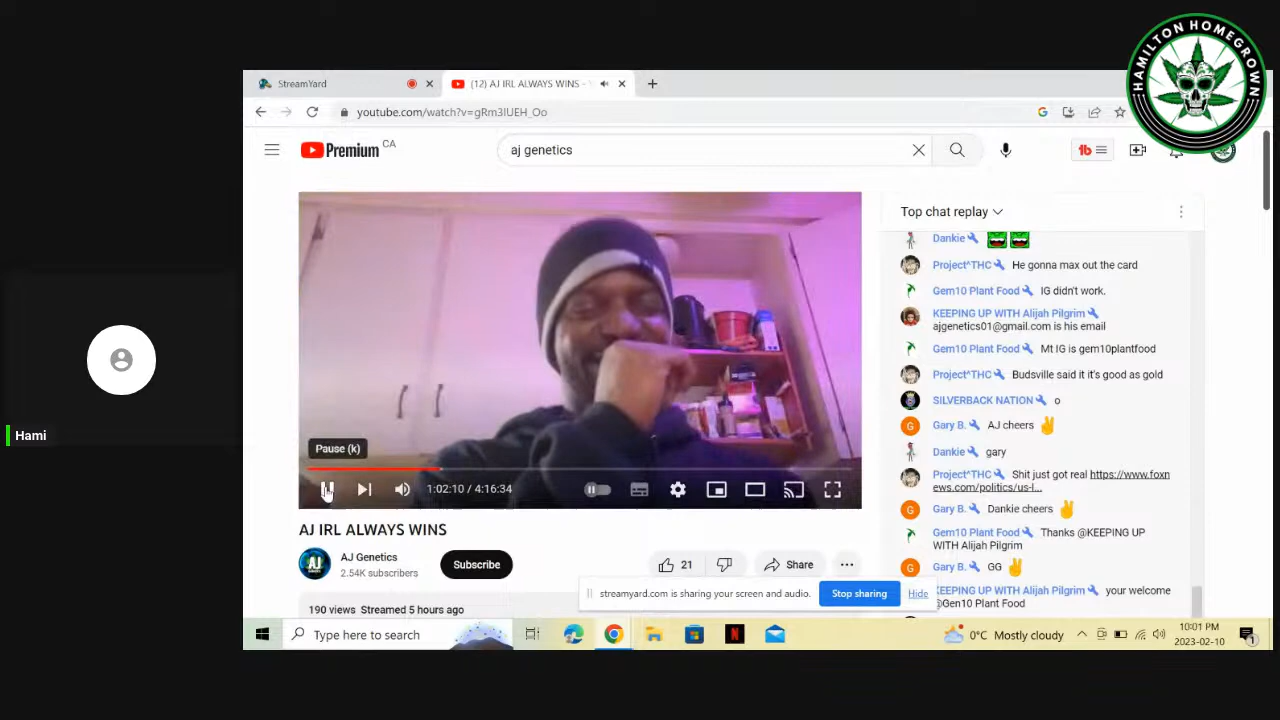 HAMILTON HOMEGROWN
StreamYard
(12) AJ IRL ALWAYS WINS -
youtube.com/watch?v=gRm3lUEH_Oo
Premium CA
aj genetics
Top chat replay
Dankie
Project^THC He gonna max out the card
Gem10 Plant Food IG didn't work.
KEEPING UP WITH Alijah Pilgrim
ajgenetics01@gmail.com is his email
Gem10 Plant Food Mt IG is gem10plantfood
Project^THC Budsville said it it's good as gold
SILVERBACK NATION o
Gary B. AJ cheers
Dankie gary
Project^THC Shit just got real https://www.foxn
ews.com/politics/us-l...
Gary B. Dankie cheers
Gem10 Plant Food Thanks @KEEPING UP
WITH Alijah Pilgrim
Gary B. GG
KEEPING UP WITH Alijah Pilgrim your welcome
@Gen10 Plant Food
Hami
Pause (k)
1:02:10 / 4:16:34
AJ IRL ALWAYS WINS
AJ
AJ Genetics
2.54K subscribers
Subscribe
21
Share
190 views Streamed 5 hours ago
streamyard.com is sharing your screen and audio.
Stop sharing
Hide
Type here to search
0°C Mostly cloudy
10:01 PM
2023-02-10